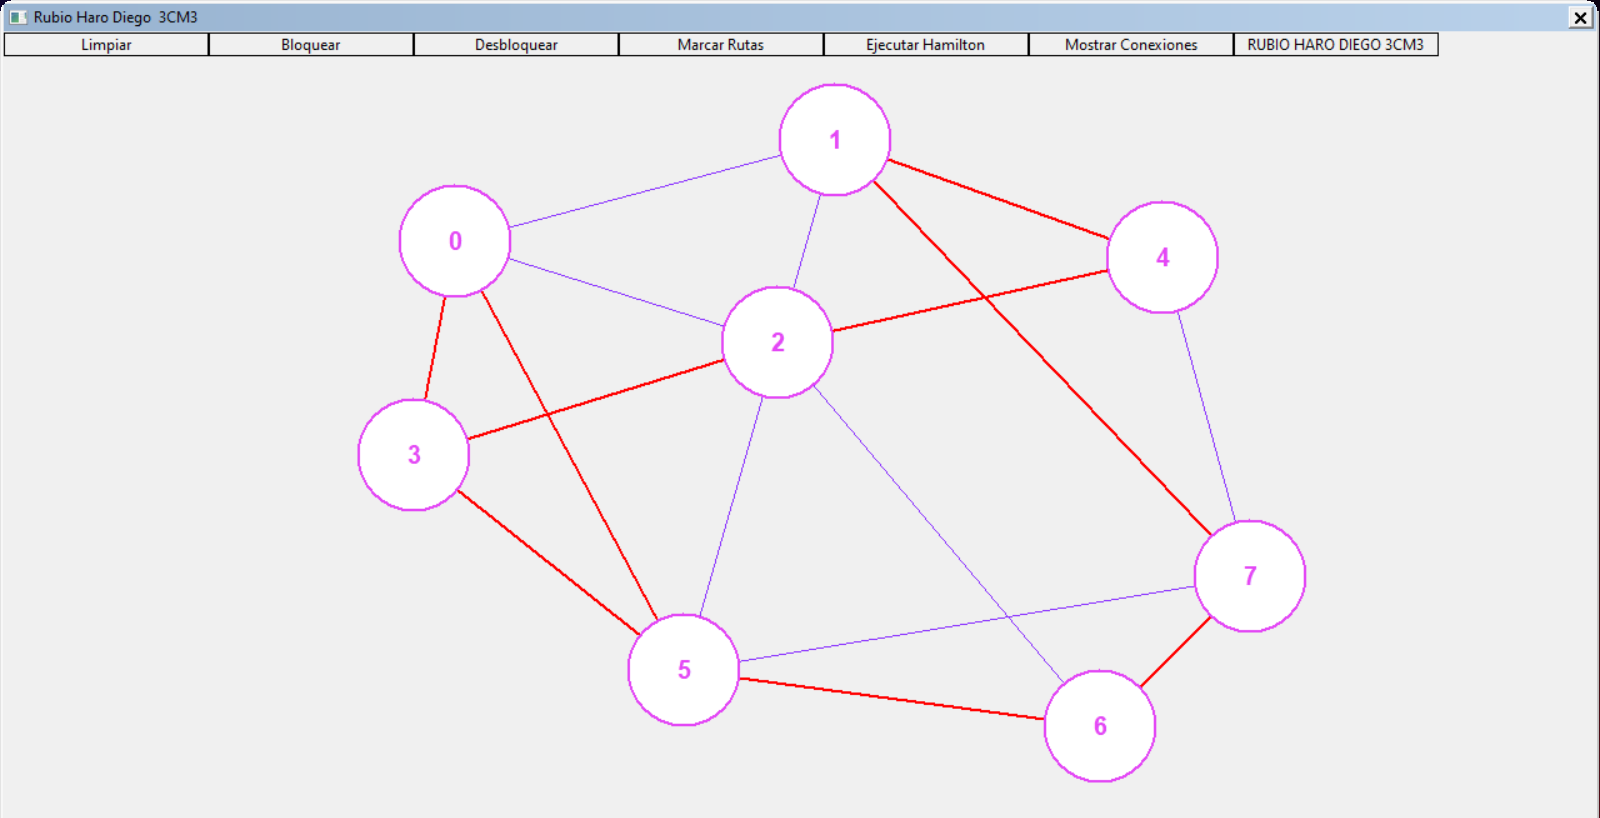 Rubio Haro Diego  3CM3
Limpiar
Bloquear
Desbloquear
Marcar Rutas
Ejecutar Hamilton
Mostrar Conexiones
RUBIO HARO DIEGO 3CM3
1
0
4
2
3
7
5
6